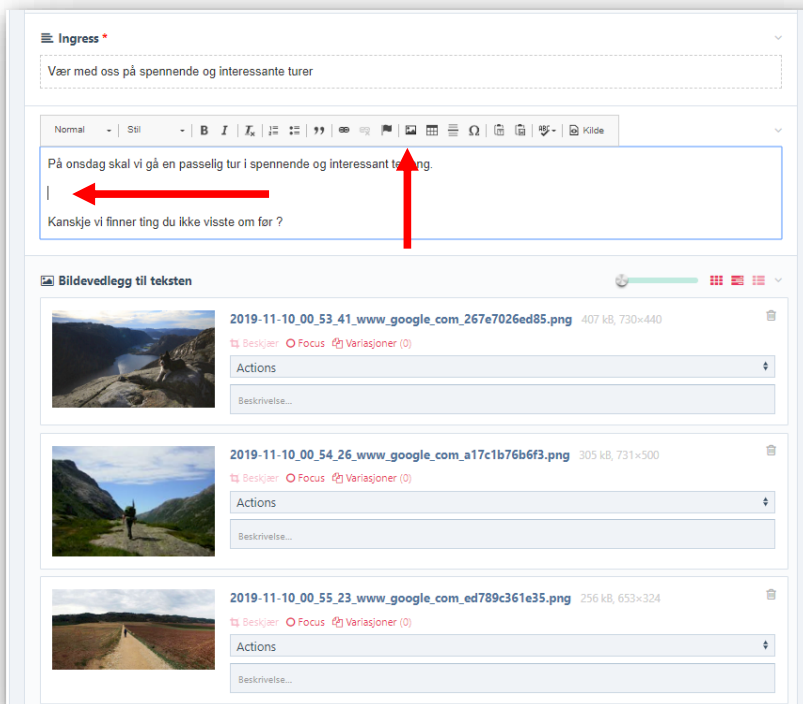 Ingress *
Vær med oss på spennende og interessante turer
Normal Stil B I Tx ABC Kilde
På onsdag skal vi gå en passelig tur i spennende og interessant ng.
Kanskje vi finner ting du ikke visste om før ?
Bildevedlegg til teksten
2019-11-10_00_53_41_www_google_com_267e7026ed85.png 407 kB, 730×440
Beskjær Focus Variasjoner (0)
Actions
Beskrivelse...
2019-11-10_00_54_26_www_google_com_a17c1b76b6f3.png 305 kB, 731×500
Beskjær Focus Variasjoner (0)
Actions
Beskrivelse...
2019-11-10_00_55_23_www_google_com_ed789c361e35.png 256 kB, 653×324
Beskjær Focus Variasjoner (0)
Actions
Beskrivelse...